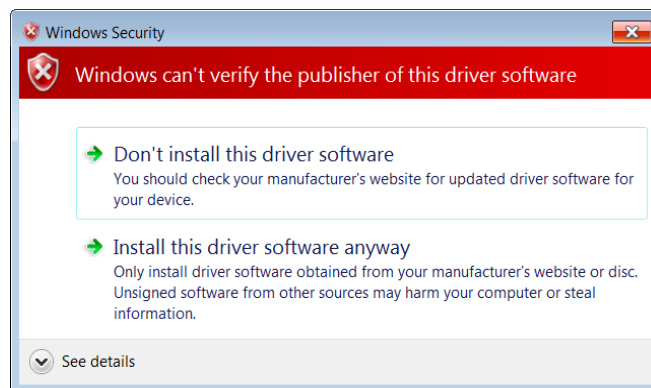 Windows Security
Windows can't verify the publisher of this driver software
Don't install this driver software
You should check your manufacturer's website for updated driver software for
your device.
Install this driver software anyway
Only install driver software obtained from your manufacturer's website or disc.
Unsigned software from other sources may harm your computer or steal
information.
See details